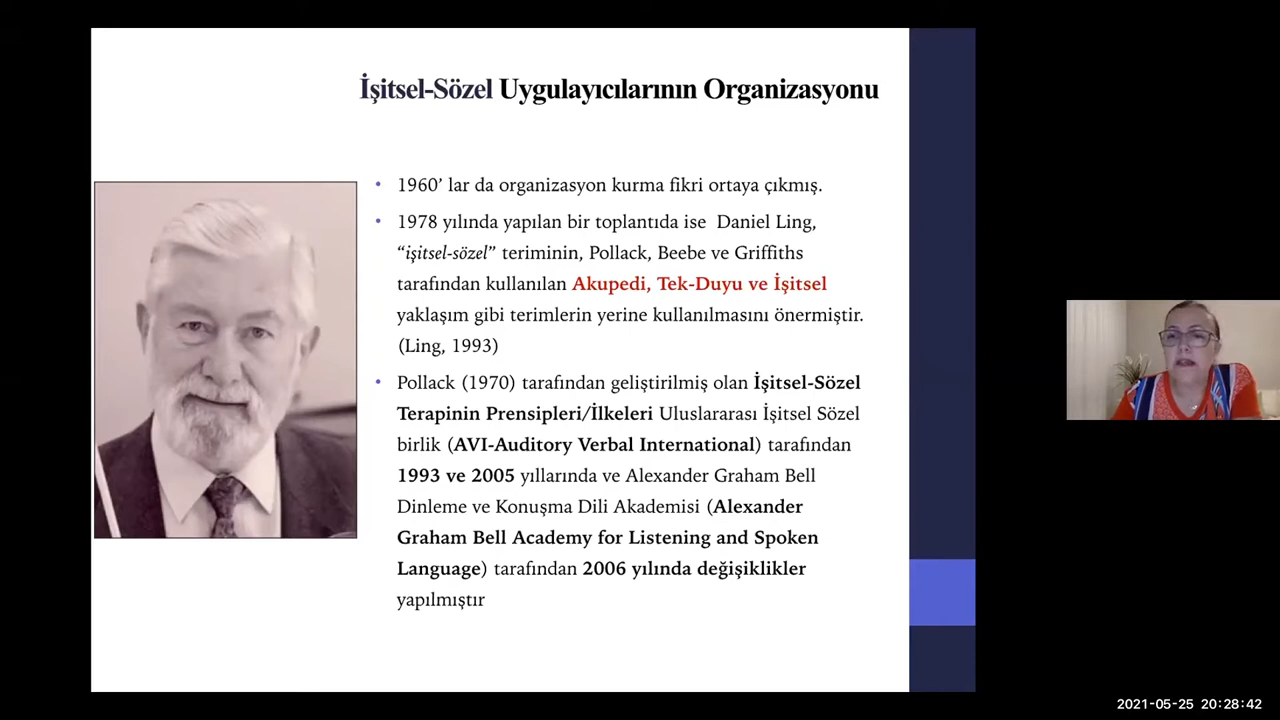 İşitsel-Sözel Uygulayıcılarının Organizasyonu
• 1960’ lar da organizasyon kurma fikri ortaya çıkmış.
• 1978 yılında yapılan bir toplantıda ise Daniel Ling,
“işitsel-sözel” teriminin, Pollack, Beebe ve Griffiths
tarafından kullanılan Akupedi, Tek-Duyu ve İşitsel
yaklaşım gibi terimlerin yerine kullanılmasını önermiştir.
(Ling, 1993)
• Pollack (1970) tarafından geliştirilmiş olan İşitsel-Sözel
Terapinin Prensipleri/İlkeleri Uluslararası İşitsel Sözel
birlik (AVI-Auditory Verbal International) tarafından
1993 ve 2005 yıllarında ve Alexander Graham Bell
Dinleme ve Konuşma Dili Akademisi (Alexander
Graham Bell Academy for Listening and Spoken
Language) tarafından 2006 yılında değişiklikler
yapılmıştır
2021-05-25 20:28:42